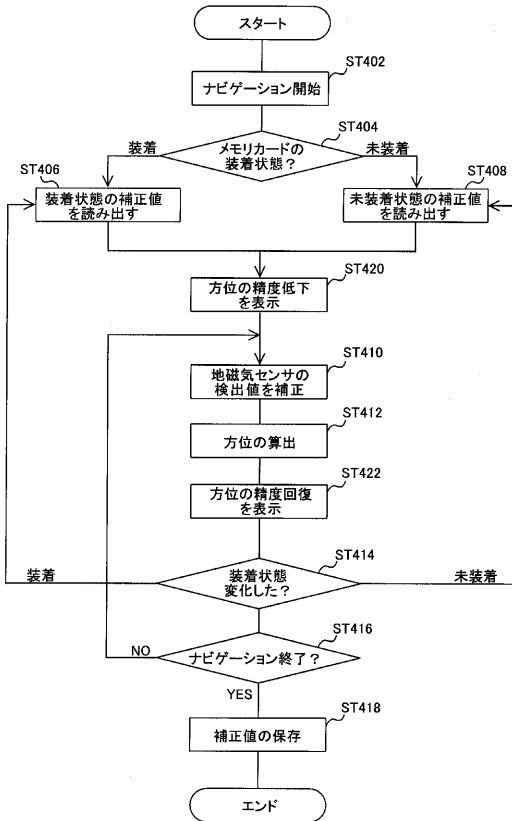 スタート
ST402
ナビゲーション開始
ST404
メモリカードの
装着状態？
装着
未装着
ST406
装着状態の補正値
を読み出す
ST408
未装着状態の補正値
を読み出す
ST420
方位の精度低下
を表示
ST410
地磁気センサの
検出値を補正
ST412
方位の算出
ST422
方位の精度回復
を表示
ST414
装着状態
変化した？
装着
未装着
ST416
ナビゲーション終了？
NO
YES
ST418
補正値の保存
エンド